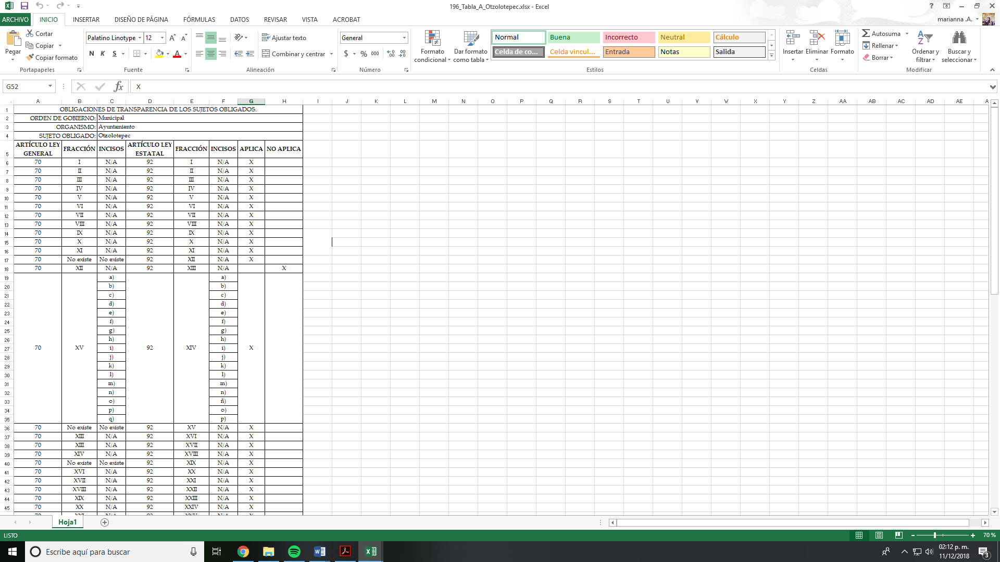 196_Tabla_A_Otzolotepec.xlsx - Excel
ARCHIVO INICIO INSERTAR DISEÑO DE PÁGINA FÓRMULAS DATOS REVISAR VISTA ACROBAT marianna .A.
Cortar
Copiar
Copiar formato
Pegar
Portapapeles
Palatino Linotype 12
N K S
Fuente
Ajustar texto
Combinar y centrar
Alineación
General
$ % 000
Número
Formato condicional
Dar formato como tabla
Normal Buena Incorrecto Neutral Cálculo
Celda de co... Celda vincul... Entrada Notas Salida
Estilos
Insertar Eliminar Formato
Celdas
Autosuma
Rellenar
Borrar
Ordenar y filtrar
Buscar y seleccionar
Modificar
G52 fx X
A B C D E F G H I J K L M N O P Q R S T U V W X Y Z AA AB AC AD AE A
1 OBLIGACIONES DE TRANSPARENCIA DE LOS SUJETOS OBLIGADOS.
2 ORDEN DE GOBIERNO: Municipal
3 ORGANISMO: Ayuntamiento
4 SUJETO OBLIGADO: Otzolotepec
5 ARTÍCULO LEY GENERAL FRACCIÓN INCISOS ARTÍCULO LEY ESTATAL FRACCIÓN INCISOS APLICA NO APLICA
6 70 I N/A 92 I N/A X
7 70 II N/A 92 II N/A X
8 70 III N/A 92 III N/A X
9 70 IV N/A 92 IV N/A X
10 70 V N/A 92 V N/A X
11 70 VI N/A 92 VI N/A X
12 70 VII N/A 92 VII N/A X
13 70 VIII N/A 92 VIII N/A X
14 70 IX N/A 92 IX N/A X
15 70 X N/A 92 X N/A X
16 70 XI N/A 92 XI N/A X
17 70 No existe No existe 92 XII N/A X
18 70 XII N/A 92 XIII N/A X
19 a) a)
20 b) b)
21 c) c)
22 d) d)
23 e) e)
24 f) f)
25 g) g)
26 h) h)
27 70 XV i) 92 XIV i) X
28 j) j)
29 k) k)
30 l) l)
31 m) m)
32 n) n)
33 o) ñ)
34 p) o)
35 q) p)
36 70 No existe No existe 92 XV N/A X
37 70 XIII N/A 92 XVI N/A X
38 70 XIII N/A 92 XVII N/A X
39 70 XIV N/A 92 XVIII N/A X
40 70 No existe No existe 92 XIX N/A X
41 70 XVI N/A 92 XX N/A X
42 70 XVII N/A 92 XXI N/A X
43 70 XVIII N/A 92 XXII N/A X
44 70 XIX N/A 92 XXIII N/A X
45 70 XX N/A 92 XXIV N/A X
Hoja1
LISTO 70 %
Escribe aquí para buscar
02:12 p. m.
11/12/2018
3